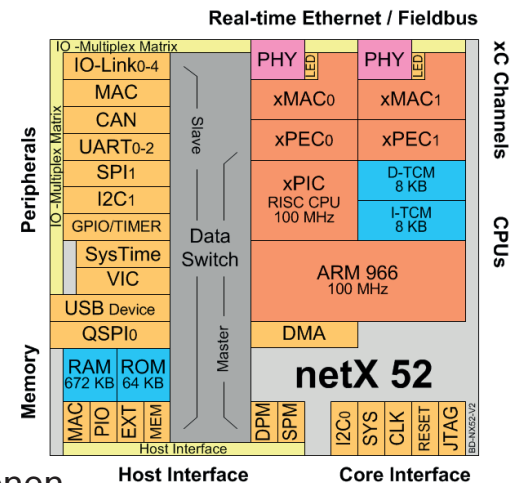 Real-time Ethernet / Fieldbus
IO -Multiplex Matrix
IO-Link0-4
MAC
CAN
UART0-2
SPI1
I2C1
GPIO/TIMER
SysTime
VIC
USB Device
QSPI0
RAM
672 KB
ROM
64 KB
MAC
PIO
EXT
MEM
Host Interface
IO -Multiplex Matrix
Peripherals
Memory
Slave
Data
Switch
Master
PHY
LED
PHY
LED
xMAC0
xMAC1
xPEC0
xPEC1
xPIC
RISC CPU
100 MHz
D-TCM
8 KB
I-TCM
8 KB
ARM 966
100 MHz
DMA
netX 52
DPM
SPM
I2C0
SYS
CLK
RESET
JTAG
BD-NX52-V2
xC Channels
CPUs
Host Interface
Core Interface